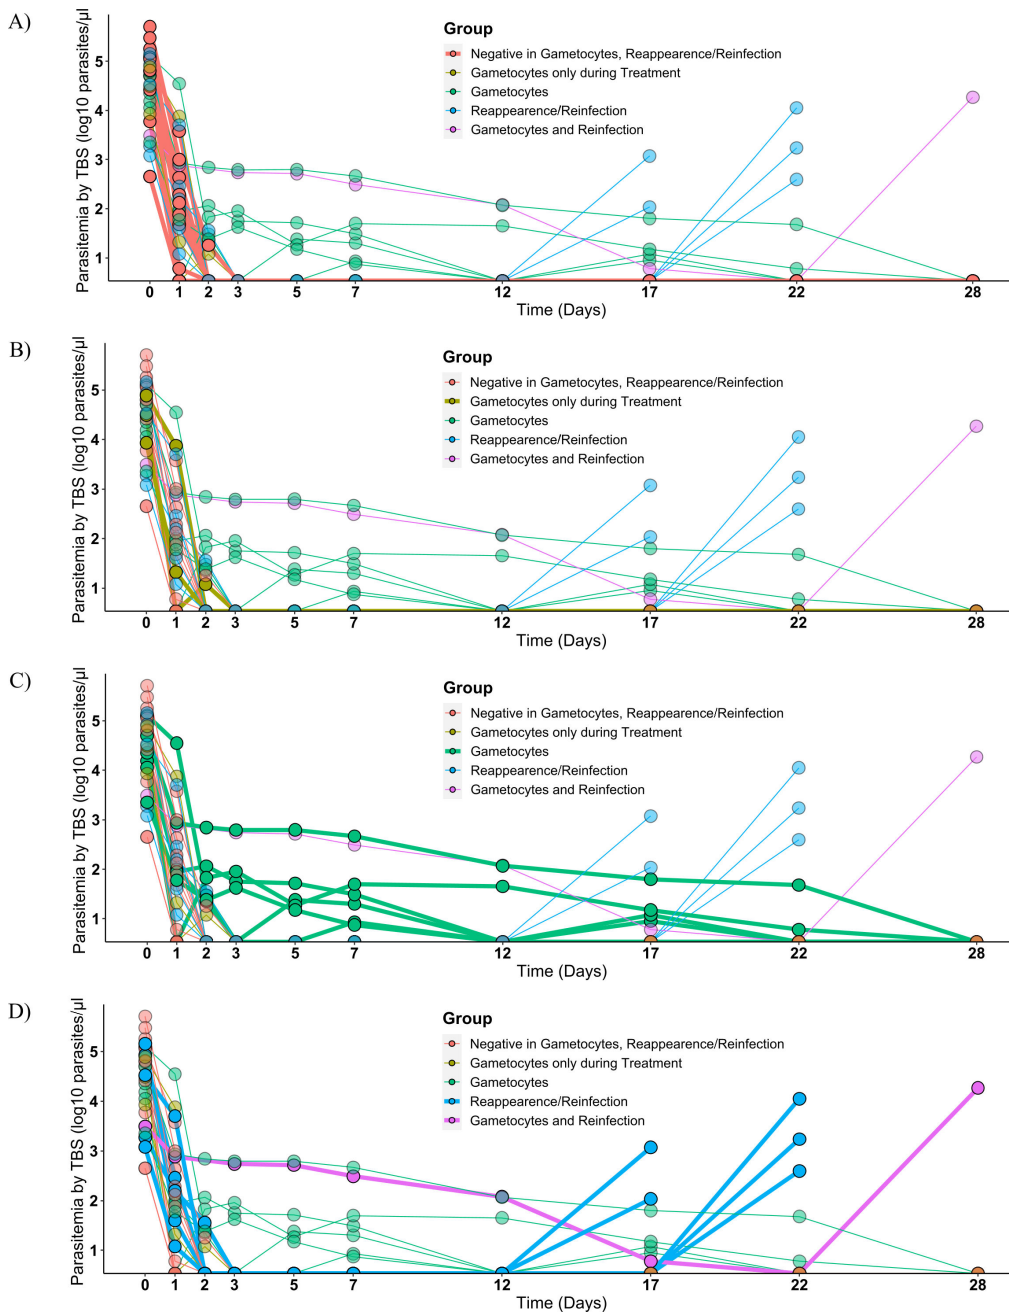 A)
Parasitemia by TBS (log10 parasites/µl
5
4
3
2
1
Group
Negative in Gametocytes, Reappearence/Reinfection
Gametocytes only during Treatment
Gametocytes
Reappearence/Reinfection
Gametocytes and Reinfection
0 1 2 3 5 7 12 17 22 28
Time (Days)
B)
Parasitemia by TBS (log10 parasites/µl
5
4
3
2
1
Group
Negative in Gametocytes, Reappearence/Reinfection
Gametocytes only during Treatment
Gametocytes
Reappearence/Reinfection
Gametocytes and Reinfection
0 1 2 3 5 7 12 17 22 28
Time (Days)
C)
Parasitemia by TBS (log10 parasites/µl
5
4
3
2
1
Group
Negative in Gametocytes, Reappearence/Reinfection
Gametocytes only during Treatment
Gametocytes
Reappearence/Reinfection
Gametocytes and Reinfection
0 1 2 3 5 7 12 17 22 28
Time (Days)
D)
Parasitemia by TBS (log10 parasites/µl
5
4
3
2
1
Group
Negative in Gametocytes, Reappearence/Reinfection
Gametocytes only during Treatment
Gametocytes
Reappearence/Reinfection
Gametocytes and Reinfection
0 1 2 3 5 7 12 17 22 28
Time (Days)